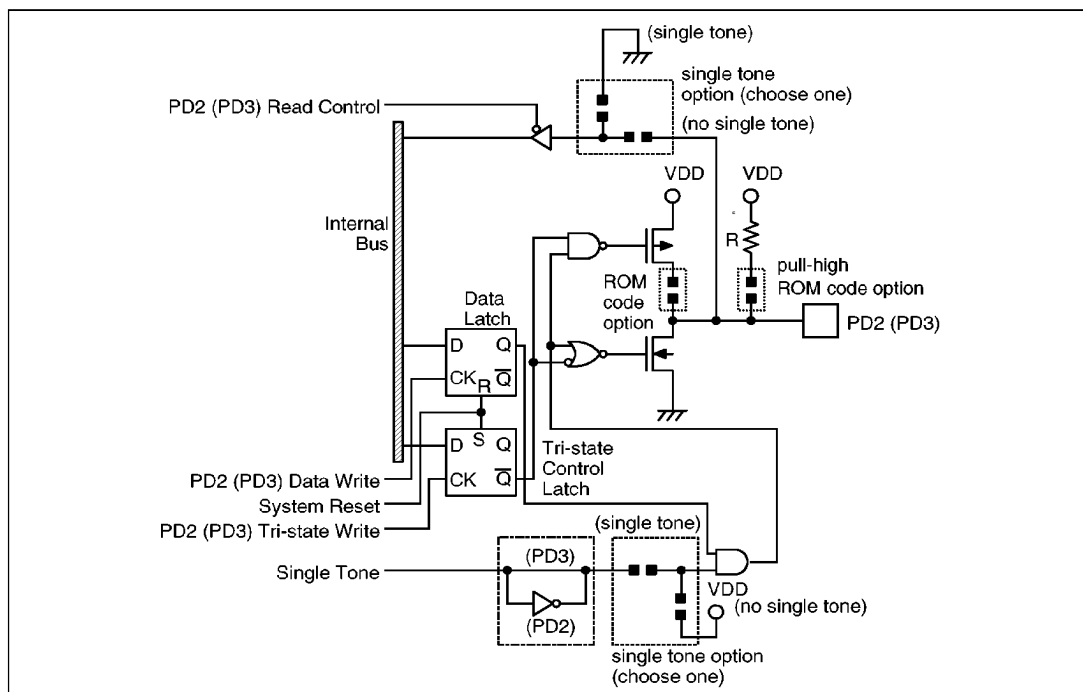 (single tone)
single tone
option (choose one)
PD2 (PD3) Read Control
(no single tone)
VDD
VDD
Internal
Bus
R
pull-high
ROM code option
ROM
code
option
Data
Latch
PD2 (PD3)
D
Q
CK
R
Q̅
S
D
Q
CK
Q̅
Tri-state
Control
Latch
PD2 (PD3) Data Write
System Reset
PD2 (PD3) Tri-state Write
(single tone)
(PD3)
Single Tone
VDD
(no single tone)
(PD2)
single tone option
(choose one)